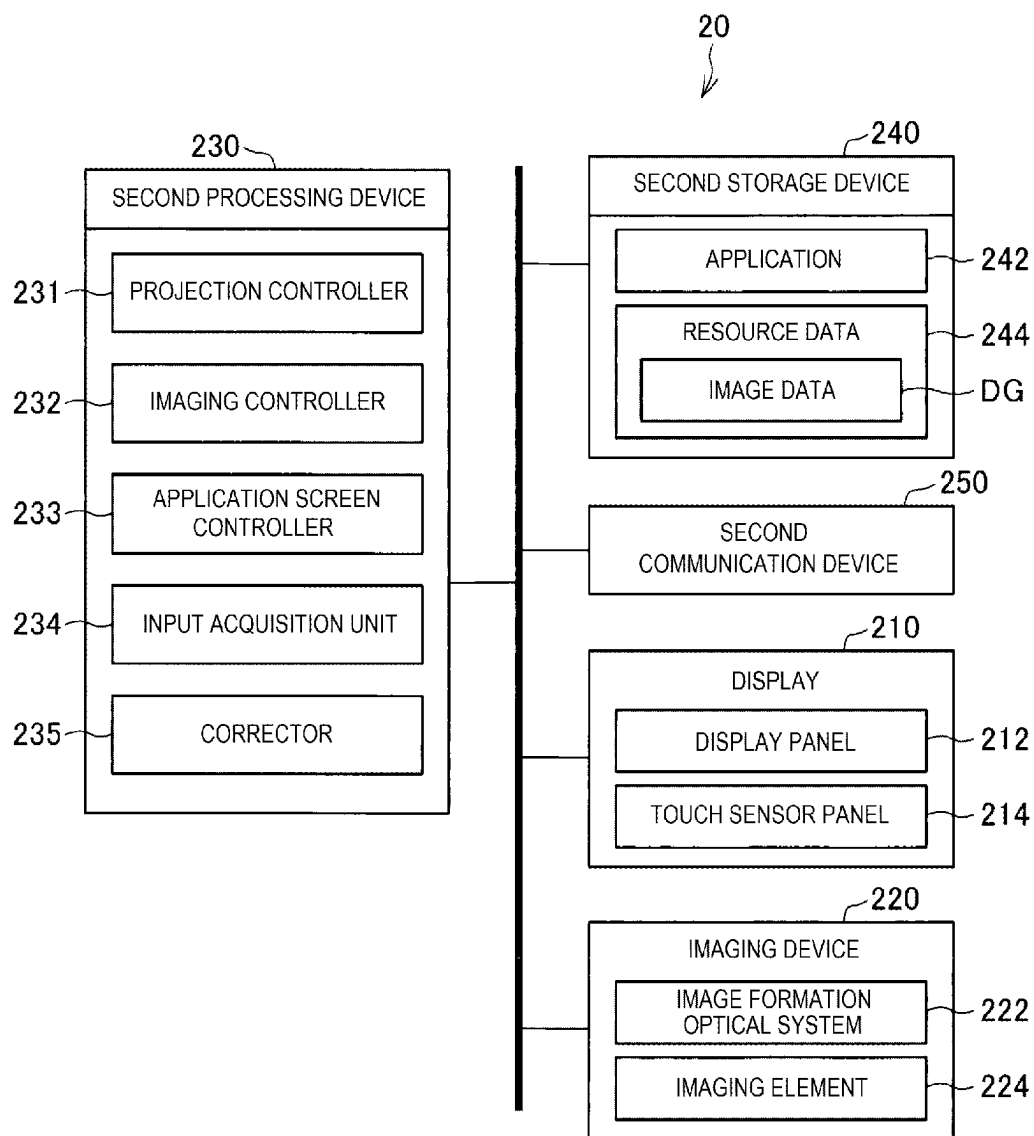 20
230
SECOND PROCESSING DEVICE
231
PROJECTION CONTROLLER
232
IMAGING CONTROLLER
233
APPLICATION SCREEN
CONTROLLER
234
INPUT ACQUISITION UNIT
235
CORRECTOR
240
SECOND STORAGE DEVICE
APPLICATION
242
RESOURCE DATA
244
IMAGE DATA
DG
250
SECOND
COMMUNICATION DEVICE
210
DISPLAY
DISPLAY PANEL
212
TOUCH SENSOR PANEL
214
220
IMAGING DEVICE
IMAGE FORMATION
OPTICAL SYSTEM
222
IMAGING ELEMENT
224